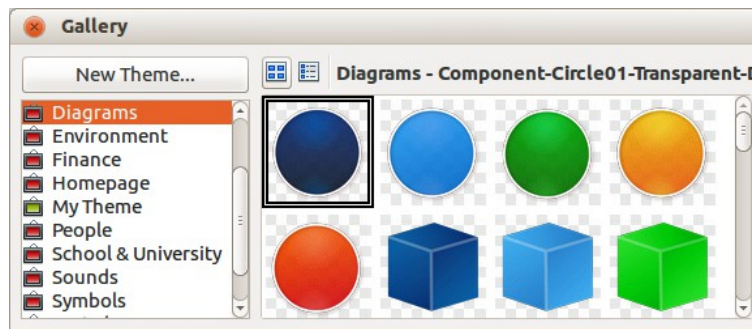 Gallery
New Theme...
Diagrams - Component-Circle01-Transparent-
Diagrams
Environment
Finance
Homepage
My Theme
People
School & University
Sounds
Symbols